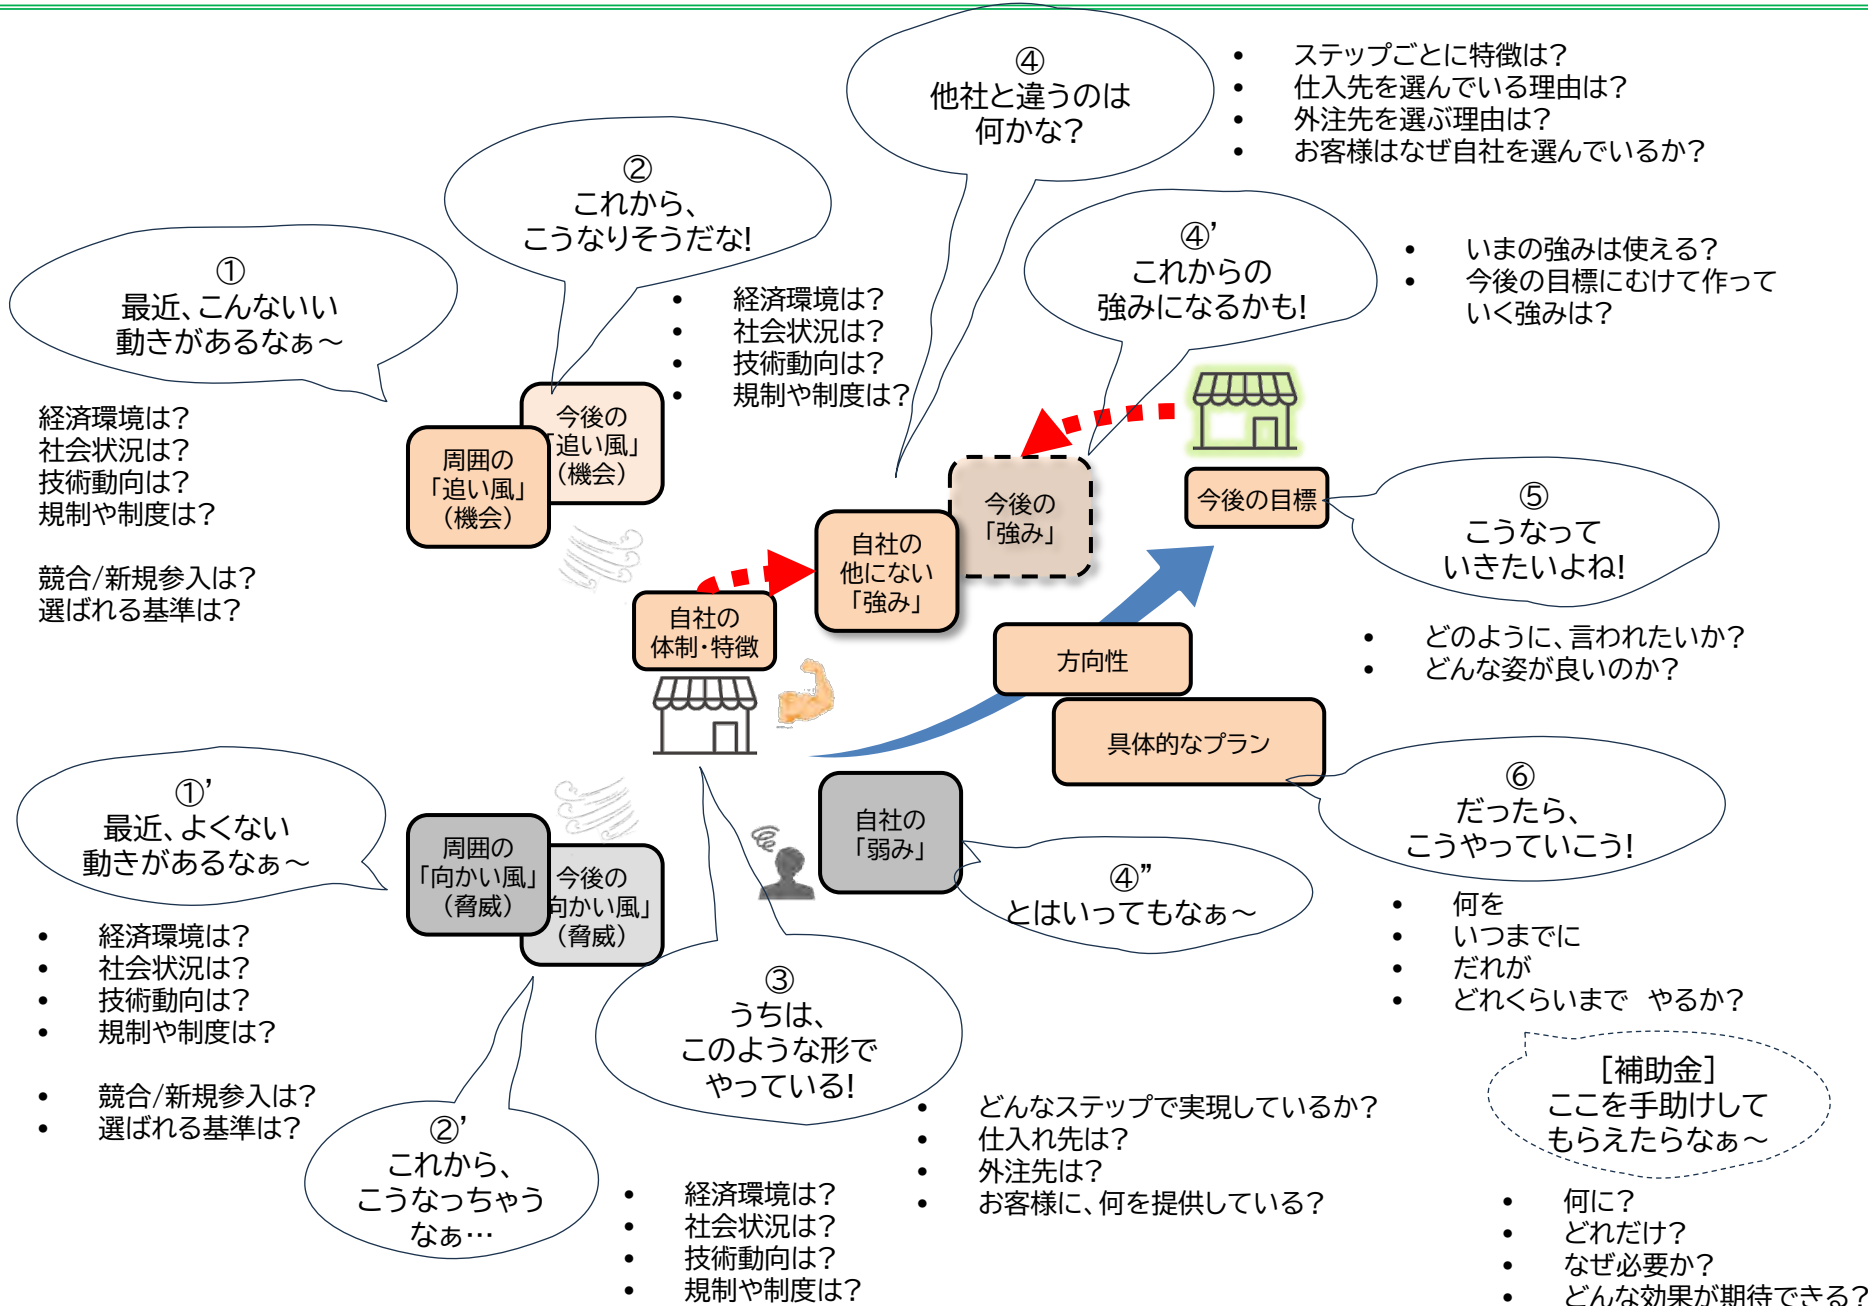 ④
他社と違うのは
何かな？
• ステップごとに特徴は？
• 仕入先を選んでいる理由は？
• 外注先を選ぶ理由は？
• お客様はなぜ自社を選んでいるか？
②
これから、
こうなりそうだな！
• 経済環境は？
• 社会状況は？
• 技術動向は？
• 規制や制度は？
④’
これからの
強みになるかも！
• いまの強みは使える？
• 今後の目標にむけて作って
いく強みは？
①
最近、こんないい
動きがあるなぁ～
経済環境は？
社会状況は？
技術動向は？
規制や制度は？
競合/新規参入は？
選ばれる基準は？
今後の
「追い風」
（機会）
周囲の
「追い風」
（機会）
今後の
「強み」
自社の
他にない
「強み」
自社の
体制・特徴
今後の目標
⑤
こうなって
いきたいよね！
• どのように、言われたいか？
• どんな姿が良いのか？
方向性
具体的なプラン
①’
最近、よくない
動きがあるなぁ～
• 経済環境は？
• 社会状況は？
• 技術動向は？
• 規制や制度は？
• 競合/新規参入は？
• 選ばれる基準は？
周囲の
「向かい風」
（脅威）
今後の
向かい風」
（脅威）
自社の
「弱み」
④”
とはいってもなぁ～
⑥
だったら、
こうやっていこう！
• 何を
• いつまでに
• だれが
• どれくらいまで　やるか？
③
うちは、
このような形で
やっている！
• どんなステップで実現しているか？
• 仕入れ先は？
• 外注先は？
• お客様に、何を提供している？
②’
これから、
こうなっちゃう
なぁ…
• 経済環境は？
• 社会状況は？
• 技術動向は？
• 規制や制度は？
［補助金］
ここを手助けして
もらえたらなぁ～
• 何に？
• どれだけ？
• なぜ必要か？
• どんな効果が期待できる？